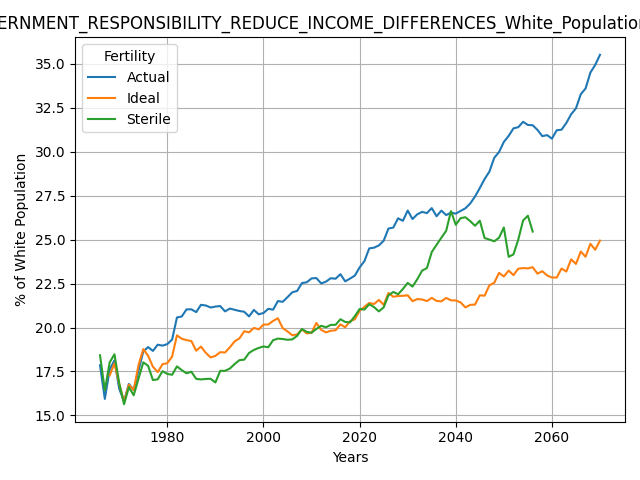 ERNMENT_RESPONSIBILITY_REDUCE_INCOME_DIFFERENCES_White_Population
Fertility
Actual
Ideal
Sterile
35.0
32.5
30.0
27.5
25.0
22.5
20.0
17.5
15.0
% of White Population
1980
2000
2020
2040
2060
Years